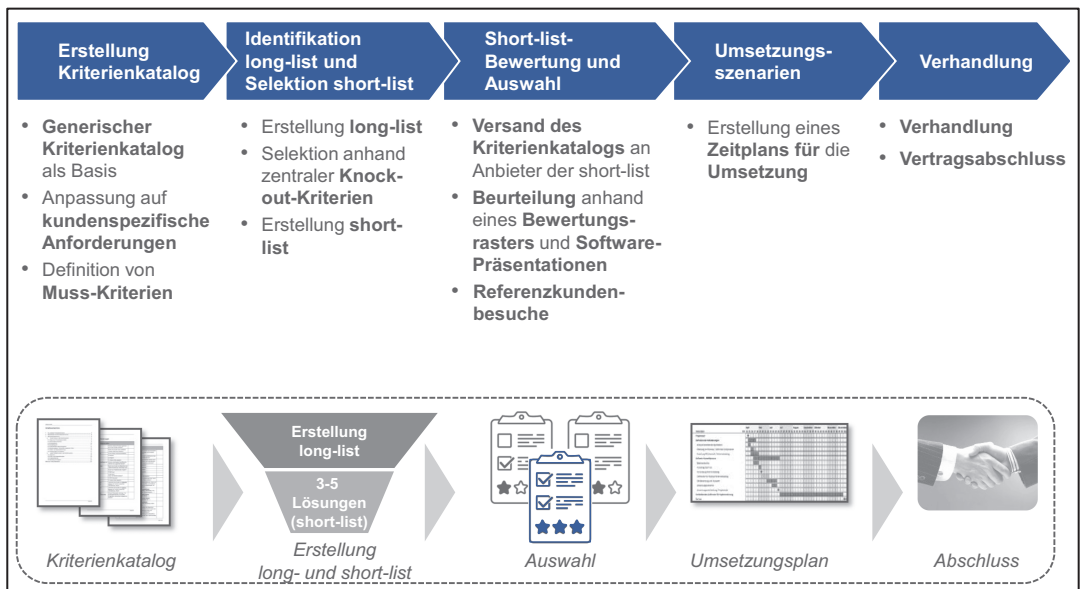 Erstellung
Kriterienkatalog
Identifikation
long-list und
Selektion short-list
Short-list-
Bewertung und
Auswahl
Umsetzungs-
szenarien
Verhandlung
• Generischer
Kriterienkatalog
als Basis
• Anpassung auf
kundenspezifische
Anforderungen
• Definition von
Muss-Kriterien
• Erstellung long-list
• Selektion anhand
zentraler Knock-
out-Kriterien
• Erstellung short-
list
• Versand des
Kriterienkatalogs an
Anbieter der short-list
• Beurteilung anhand
eines Bewertungs-
rasters und Software-
Präsentationen
• Referenzkunden-
besuche
• Erstellung eines
Zeitplans für die
Umsetzung
• Verhandlung
• Vertragsabschluss
Erstellung
long-list
3-5
Lösungen
(short-list)
Kriterienkatalog
Erstellung
long- und short-list
Auswahl
Umsetzungsplan
Abschluss